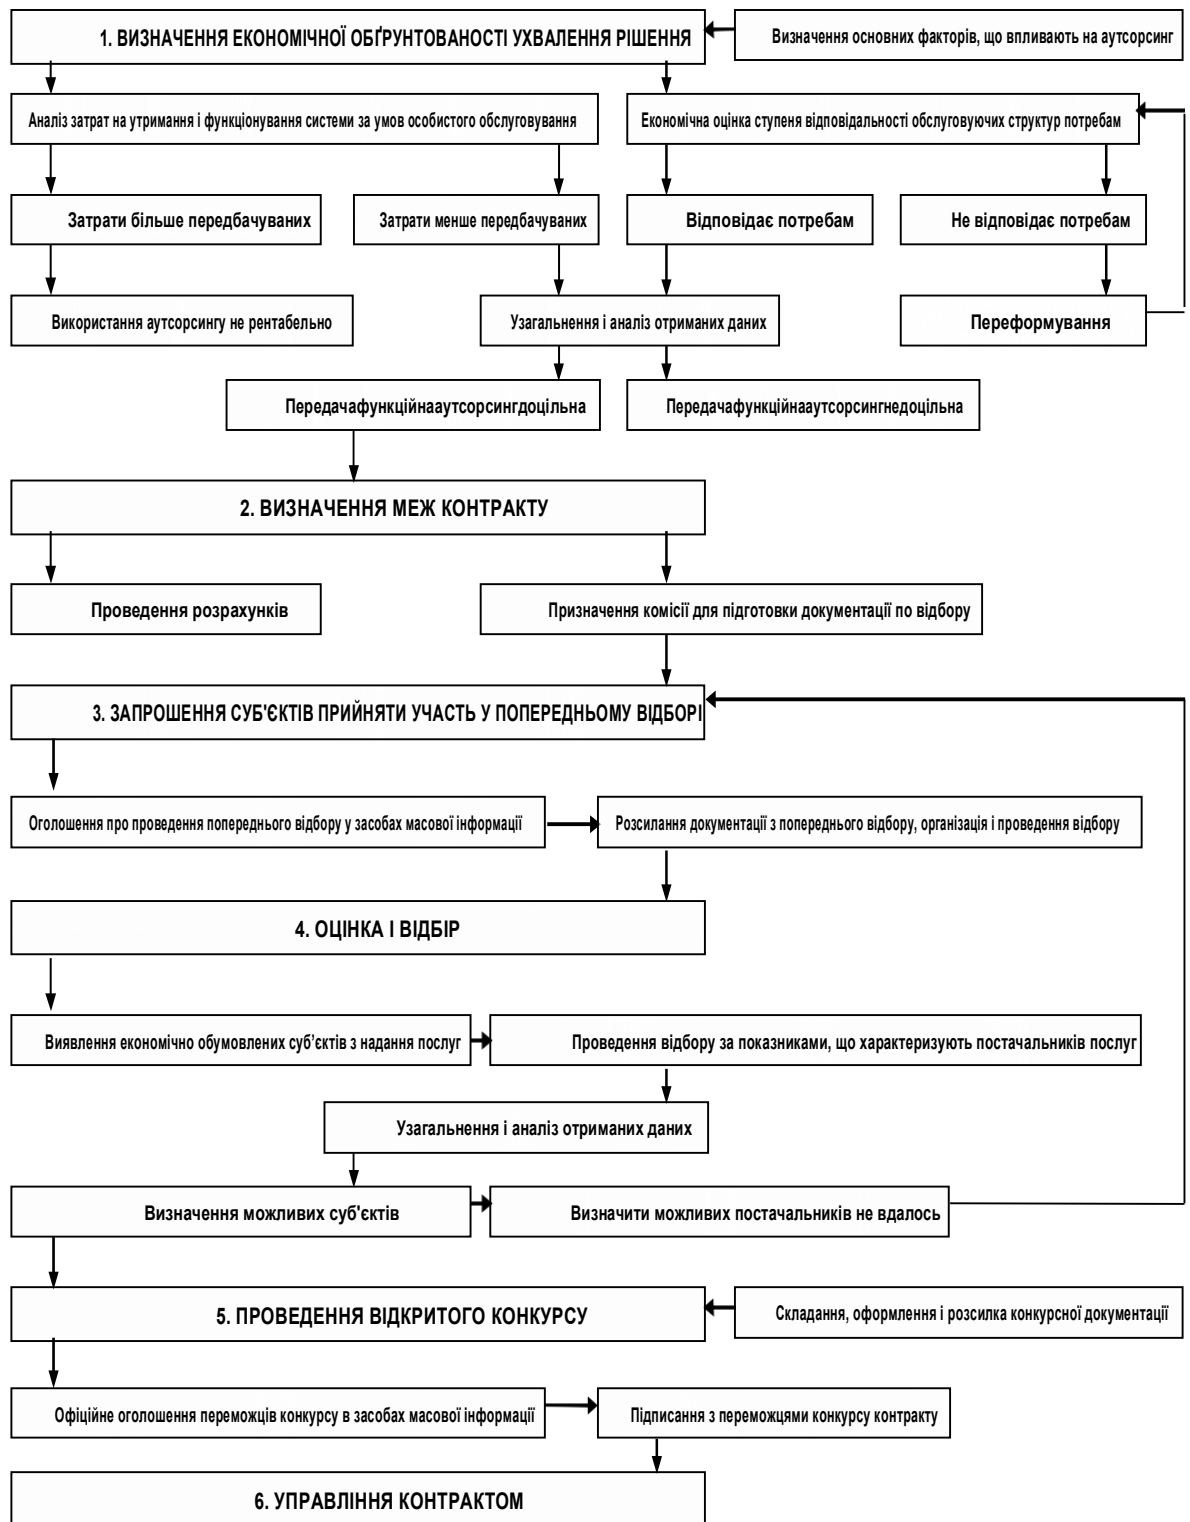 1. ВИЗНАЧЕННЯ ЕКОНОМІЧНОЇ ОБҐРУНТОВАНОСТІ УХВАЛЕННЯ РІШЕННЯ
Визначення основних факторів, що впливають на аутсорсинг
Аналіз затрат на утримання і функціонування системи за умов особистого обслуговування
Економічна оцінка ступеня відповідальності обслуговуючих структур потребам
Затрати більше передбачуваних
Затрати менше передбачуваних
Відповідає потребам
Не відповідає потребам
Використання аутсорсингу не рентабельно
Узагальнення і аналіз отриманих даних
Переформування
Передачафункційнааутсорсингдоцільна
Передачафункційнааутсорсингнедоцільна
2. ВИЗНАЧЕННЯ МЕЖ КОНТРАКТУ
Проведення розрахунків
Призначення комісії для підготовки документації по відбору
3. ЗАПРОШЕННЯ СУБ'ЄКТІВ ПРИЙНЯТИ УЧАСТЬ У ПОПЕРЕДНЬОМУ ВІДБОРІ
Оголошення про проведення попереднього відбору у засобах масової інформації
Розсилання документації з попереднього відбору, організація і проведення відбору
4. ОЦІНКА І ВІДБІР
Виявлення економічно обумовлених суб’єктів з надання послуг
Проведення відбору за показниками, що характеризують постачальників послуг
Узагальнення і аналіз отриманих даних
Визначення можливих суб'єктів
Визначити можливих постачальників не вдалось
5. ПРОВЕДЕННЯ ВІДКРИТОГО КОНКУРСУ
Складання, оформлення і розсилка конкурсної документації
Офіційне оголошення переможців конкурсу в засобах масової інформації
Підписання з переможцями конкурсу контракту
6. УПРАВЛІННЯ КОНТРАКТОМ